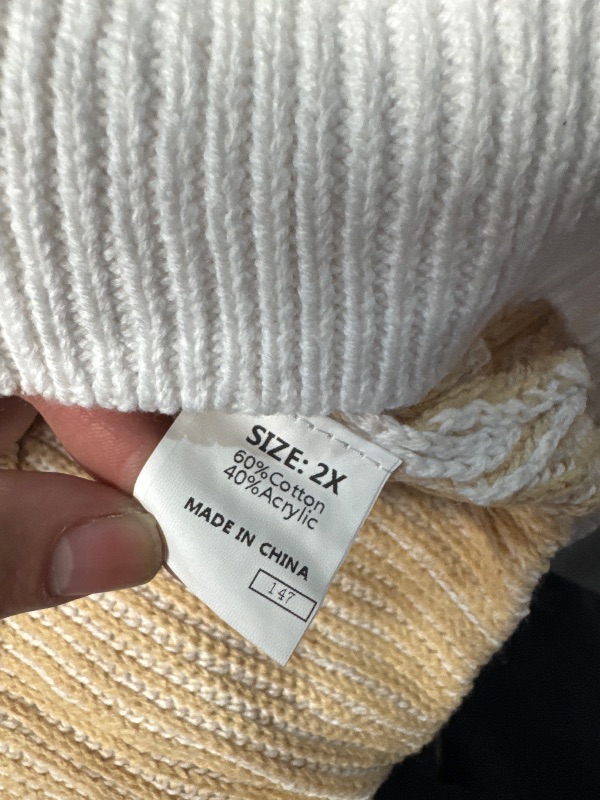 SIZE: 2X
60%Cotton
40%Acrylic
MADE IN CHINA
147